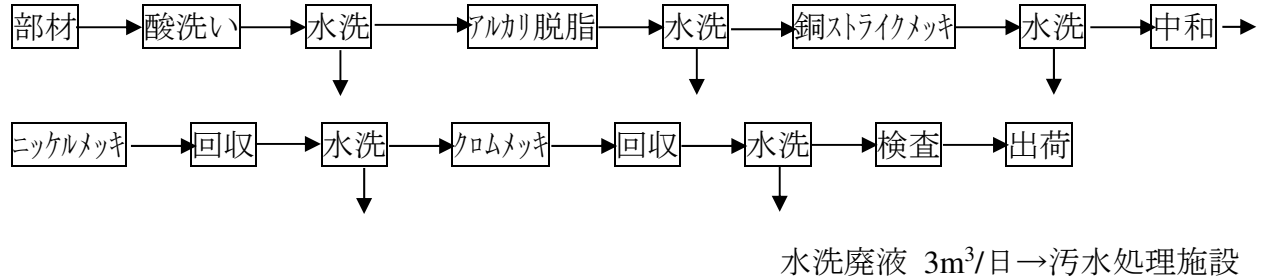 部材 酸洗い 水洗 アルカリ脱脂 水洗 銅ストライクメッキ 水洗 中和
ニッケルメッキ 回収 水洗 クロムメッキ 回収 水洗 検査 出荷
水洗廃液 3m³/日→汚水処理施設